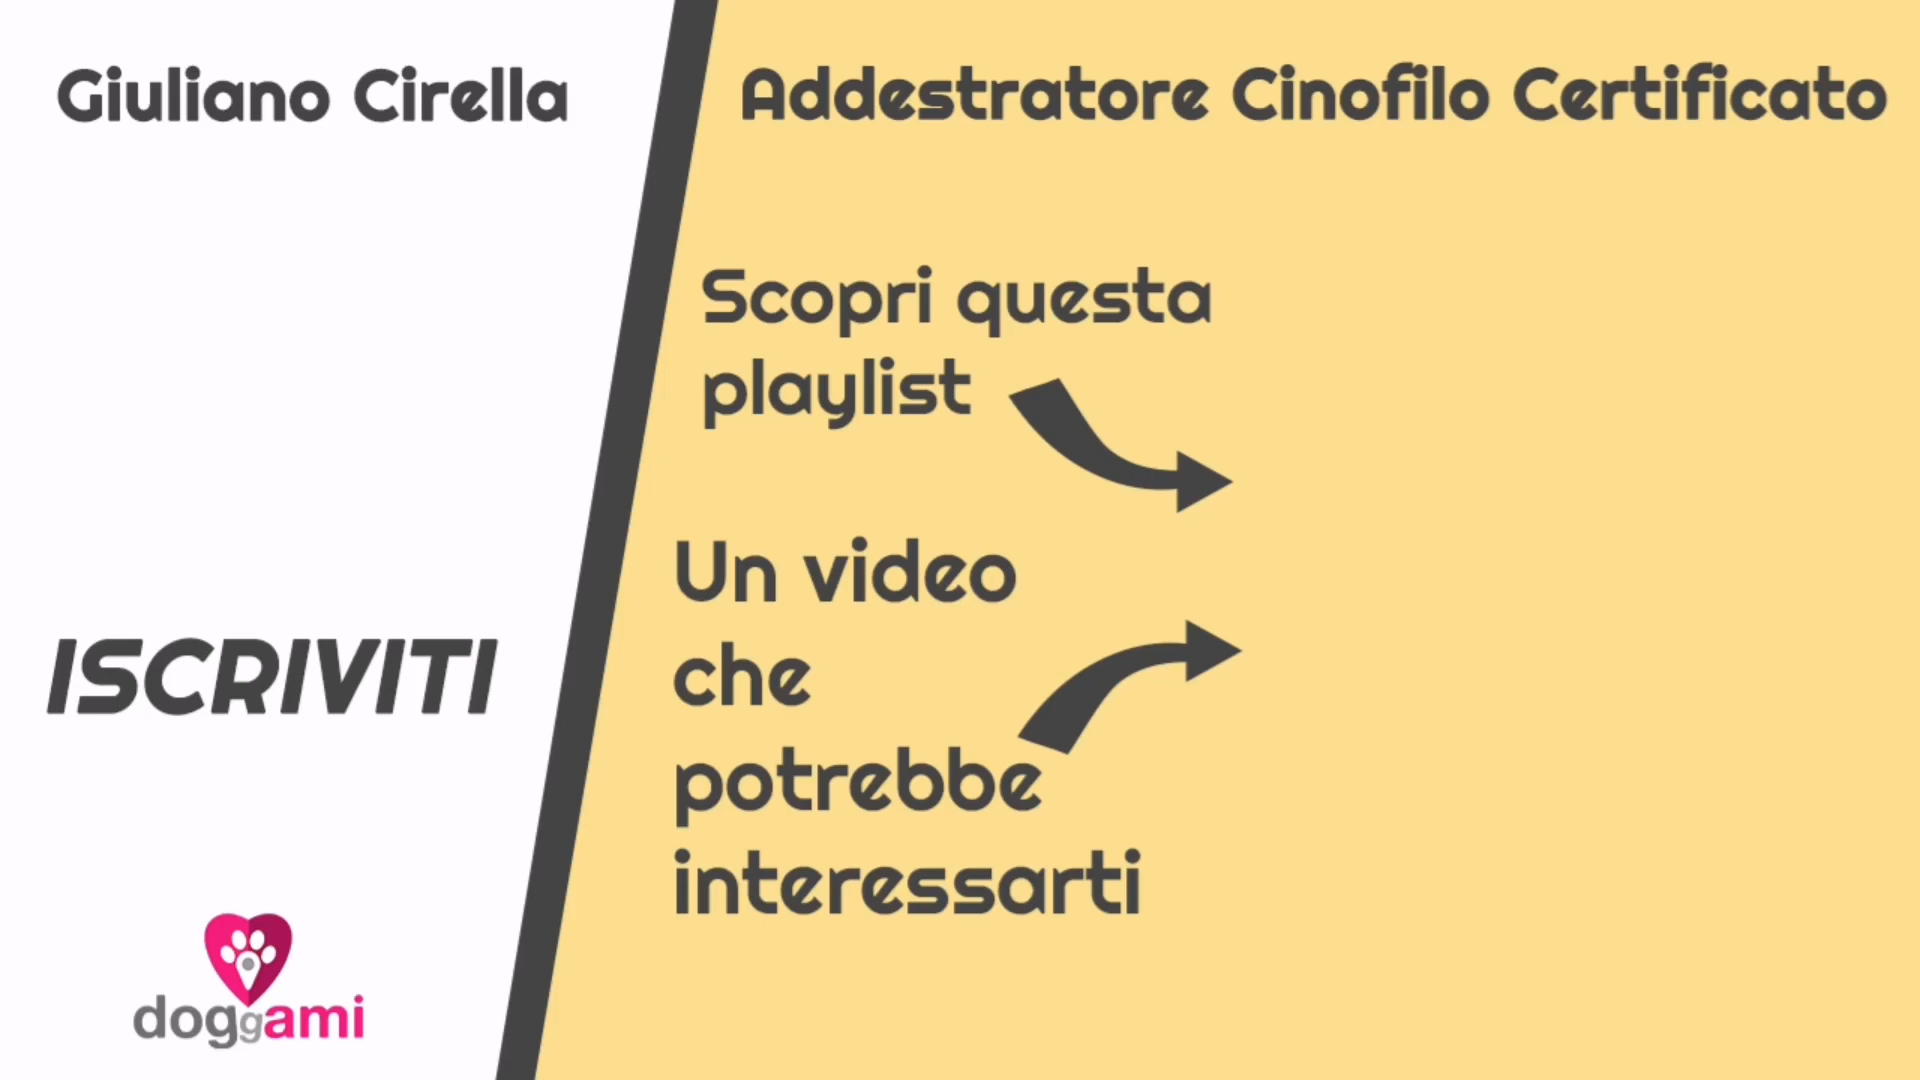 Giuliano Cirella
Addestratore Cinofilo Certificato
Scopri questa
playlist
Un video
che
potrebbe
interessarti
ISCRIVITI
doggami